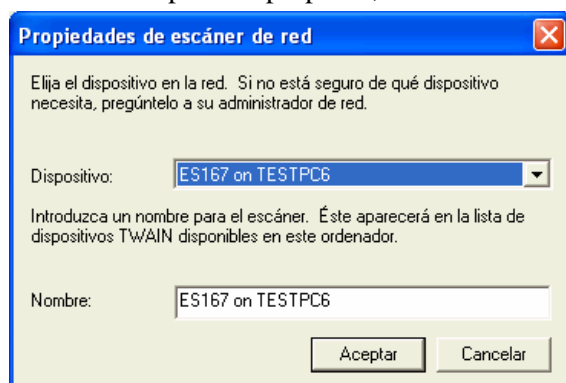 Propiedades de escáner de red
Elija el dispositivo en la red. Si no está seguro de qué dispositivo
necesita, pregúntelo a su administrador de red.
Dispositivo: ES167 on TESTPC6
Introduzca un nombre para el escáner. Éste aparecerá en la lista de
dispositivos TWAIN disponibles en este ordenador.
Nombre: ES167 on TESTPC6
Aceptar Cancelar